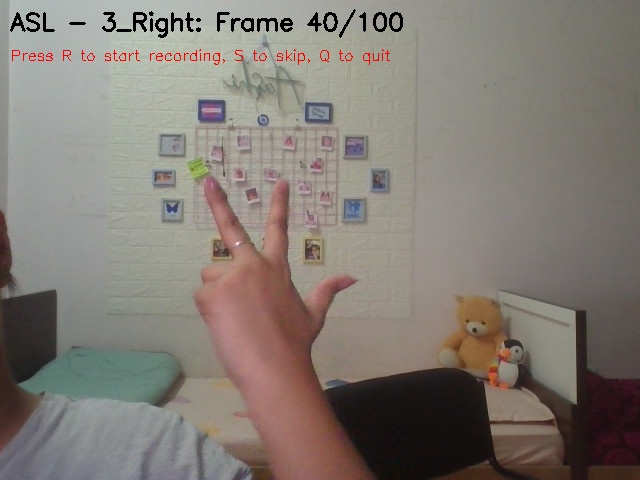 ASL - 3_Right: Frame 40/100
Press R to start recording, S to skip, Q to quit